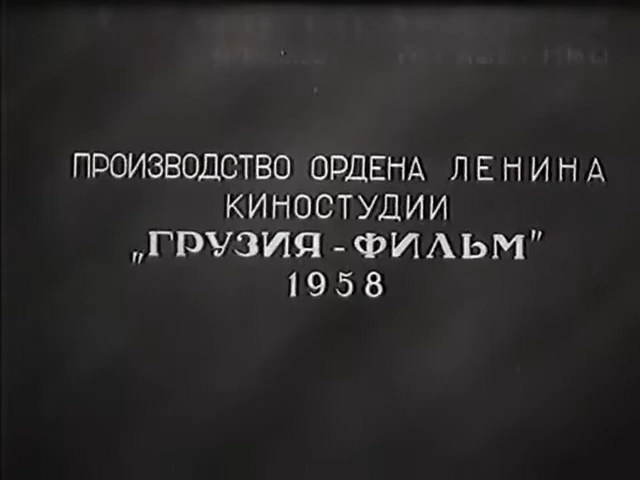 ПРОИЗВОДСТВО ОРДЕНА ЛЕНИНА
КИНОСТУДИИ
„ГРУЗИЯ - ФИЛЬМ"
1958